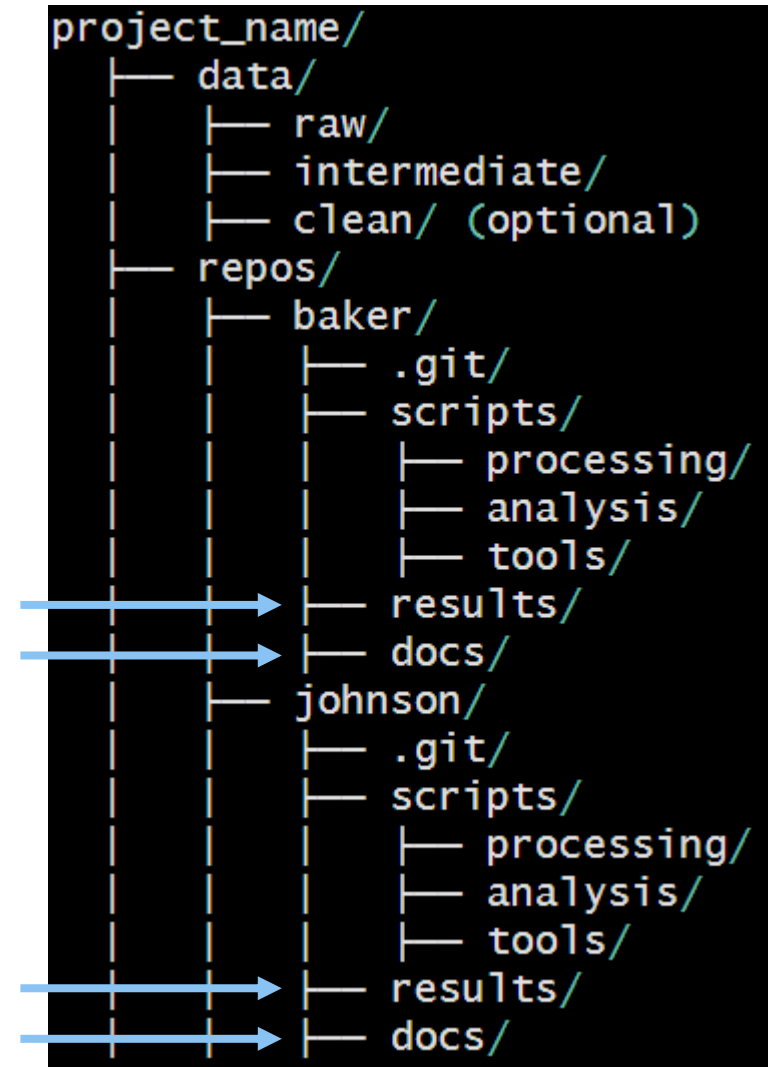 project_name/
├── data/
│   ├── raw/
│   ├── intermediate/
│   ├── clean/ (optional)
├── repos/
│   ├── baker/
│   │   ├── .git/
│   │   ├── scripts/
│   │   │   ├── processing/
│   │   │   ├── analysis/
│   │   │   ├── tools/
│   │   ├── results/
│   │   ├── docs/
│   ├── johnson/
│   │   ├── .git/
│   │   ├── scripts/
│   │   │   ├── processing/
│   │   │   ├── analysis/
│   │   │   ├── tools/
│   │   ├── results/
│   │   ├── docs/